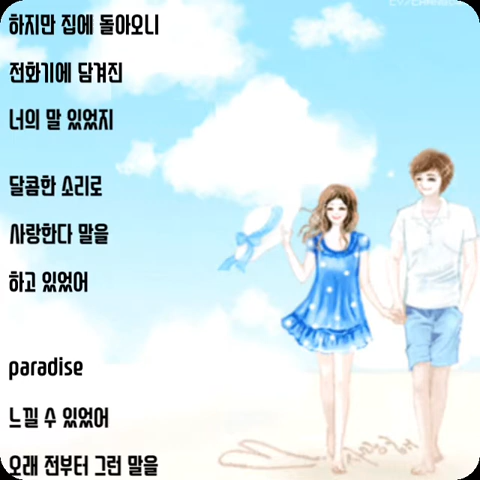 하지만 집에 돌아오니
전화기에 담겨진
너의 말 있었지
달콤한 소리로
사랑한다 말을
하고 있었어
paradise
느낄 수 있었어
오래 전부터 그런 말을